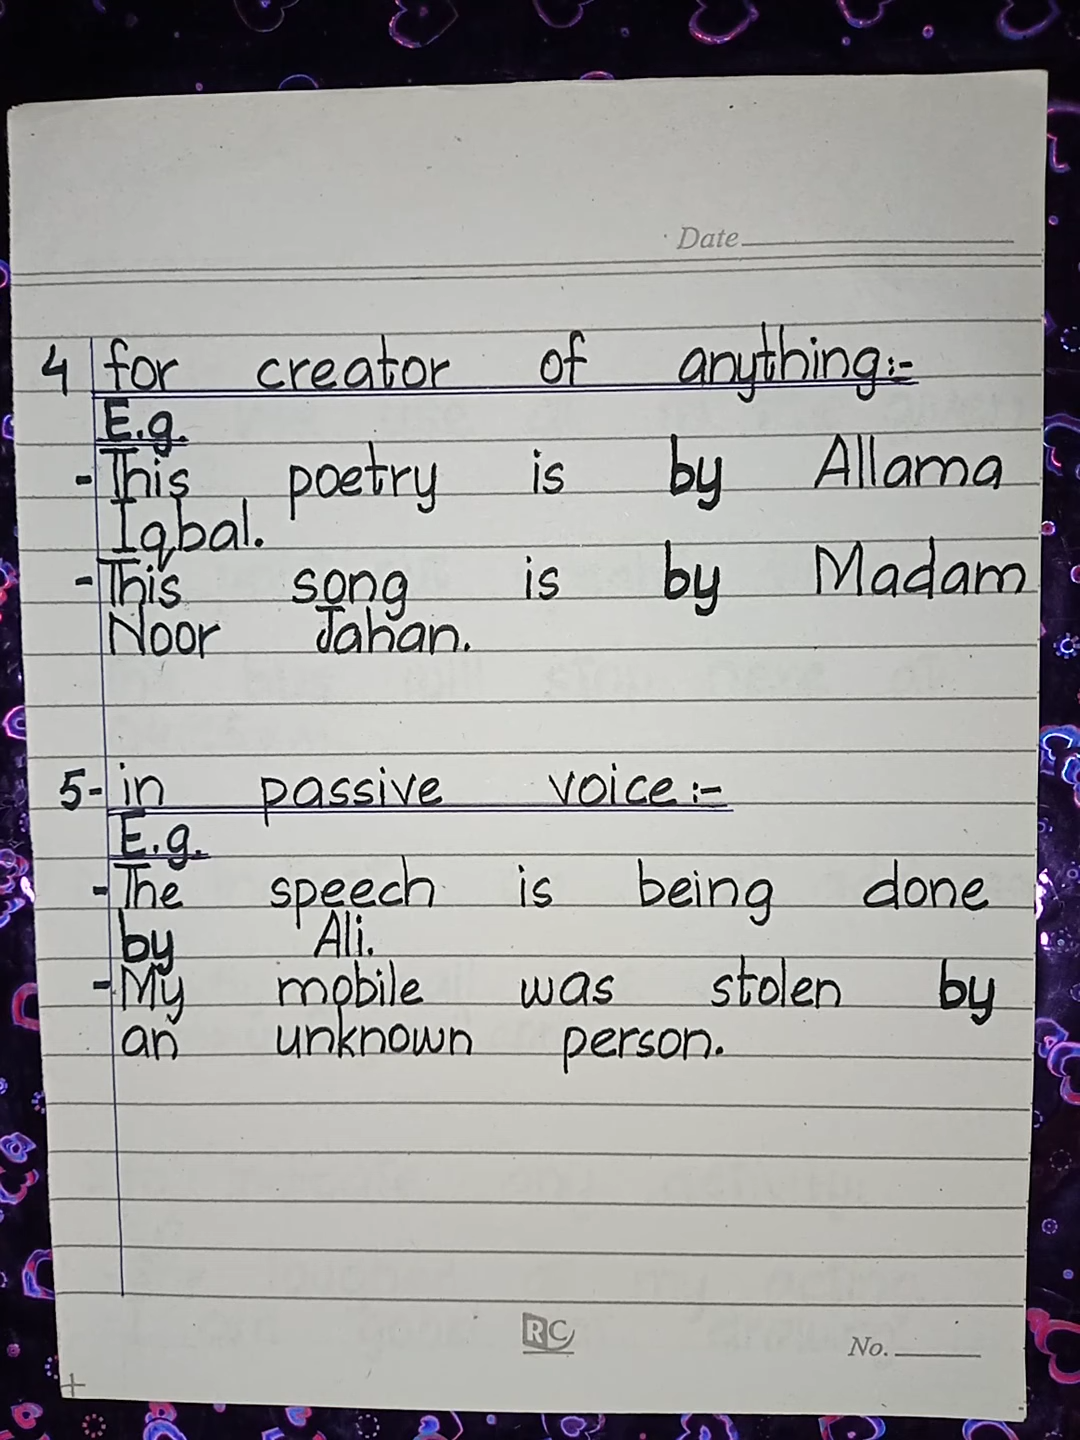 Date
4 for creator of anything:-
E.g.
- This poetry is by Allama
Iqbal.
- This song is by Madam
Noor Jahan.
5- in passive voice:-
E.g.
- The speech is being done
by Ali.
- My mobile was stolen by
an unknown person.
RC
No.